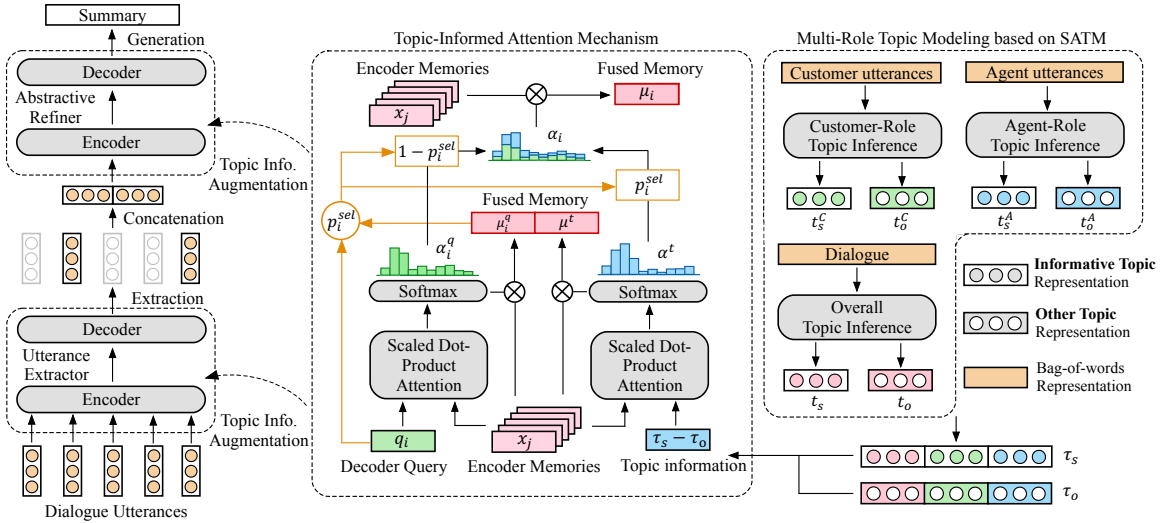 Summary
Generation
Decoder
Abstractive
Refiner
Encoder
Topic Info.
Augmentation
Concatenation
Extraction
Decoder
Utterance
Extractor
Encoder
Topic Info.
Augmentation
Dialogue Utterances
Topic-Informed Attention Mechanism
Encoder Memories
x_j
Fused Memory
μ_i
α_i
1 − p_i^{sel}
p_i^{sel}
p_i^{sel}
Fused Memory
μ_i^q
μ^t
α_i^q
α^t
Softmax
Softmax
Scaled Dot-
Product
Attention
Scaled Dot-
Product
Attention
q_i
x_j
τ_s − τ_o
Decoder Query
Encoder Memories
Topic information
Multi-Role Topic Modeling based on SATM
Customer utterances
Agent utterances
Customer-Role
Topic Inference
Agent-Role
Topic Inference
t_s^C
t_o^C
t_s^A
t_o^A
Dialogue
Overall
Topic Inference
t_s
t_o
Informative Topic
Representation
Other Topic
Representation
Bag-of-words
Representation
τ_s
τ_o